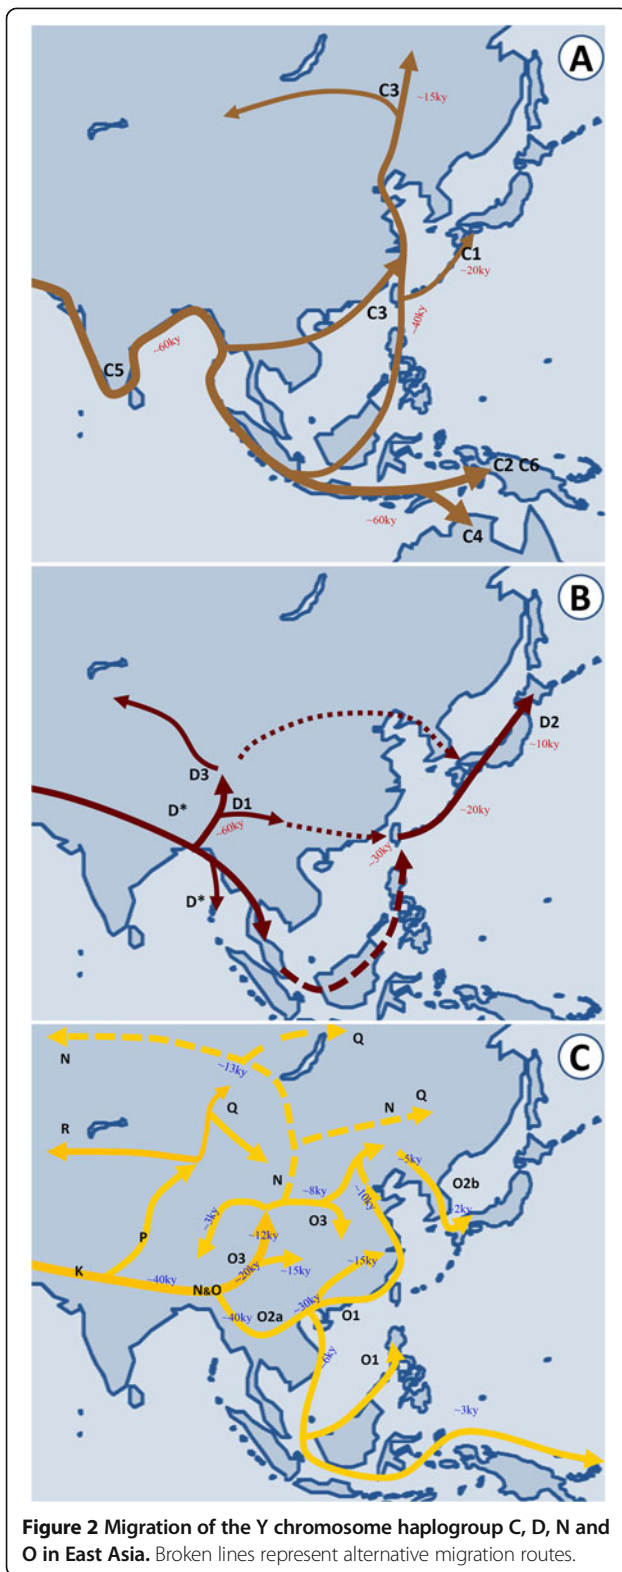 A
C3
~15ky
C1
~20ky
C3
~40ky
~60ky
C5
C2 C6
~60ky
C4
B
D2
~10ky
D3
D*
D1
~60ky
~20ky
~30ky
D*
C
N
Q
~13ky
Q
N
Q
R
N
~5ky
O2b
~8ky
~10ky
~3ky
O3
~2ky
P
~12ky
O3
~15ky
K
~40ky
~20ky
~15ky
N&O
~30ky
~40ky
O2a
O1
~6ky
O1
~3ky
Figure 2 Migration of the Y chromosome haplogroup C, D, N and
O in East Asia. Broken lines represent alternative migration routes.